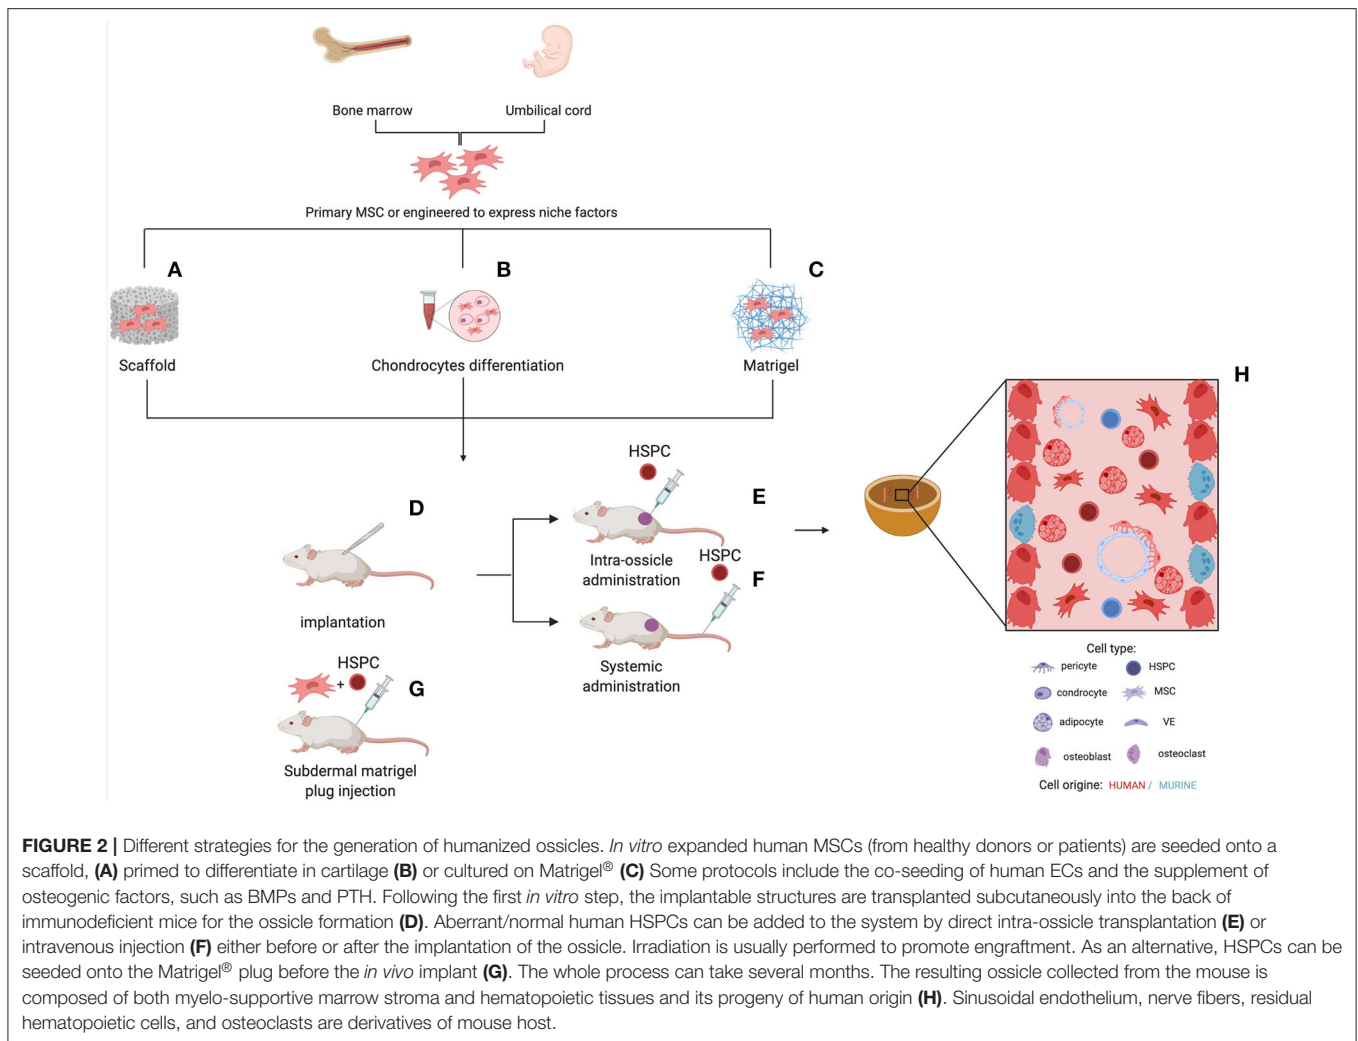 Bone marrow
Umbilical cord
Primary MSC or engineered to express niche factors
A
B
C
Scaffold
Chondrocytes differentiation
Matrigel
H
HSPC
D
E
Intra-ossicle
administration
HSPC
F
implantation
Systemic
administration
HSPC
+
G
Subdermal matrigel
plug injection
Cell type:
pericyte
HSPC
condrocyte
MSC
adipocyte
VE
osteoblast
osteoclast
Cell origine: HUMAN / MURINE
FIGURE 2 | Different strategies for the generation of humanized ossicles. In vitro expanded human MSCs (from healthy donors or patients) are seeded onto a
scaffold, (A) primed to differentiate in cartilage (B) or cultured on Matrigel® (C) Some protocols include the co-seeding of human ECs and the supplement of
osteogenic factors, such as BMPs and PTH. Following the first in vitro step, the implantable structures are transplanted subcutaneously into the back of
immunodeficient mice for the ossicle formation (D). Aberrant/normal human HSPCs can be added to the system by direct intra-ossicle transplantation (E) or
intravenous injection (F) either before or after the implantation of the ossicle. Irradiation is usually performed to promote engraftment. As an alternative, HSPCs can be
seeded onto the Matrigel® plug before the in vivo implant (G). The whole process can take several months. The resulting ossicle collected from the mouse is
composed of both myelo-supportive marrow stroma and hematopoietic tissues and its progeny of human origin (H). Sinusoidal endothelium, nerve fibers, residual
hematopoietic cells, and osteoclasts are derivatives of mouse host.